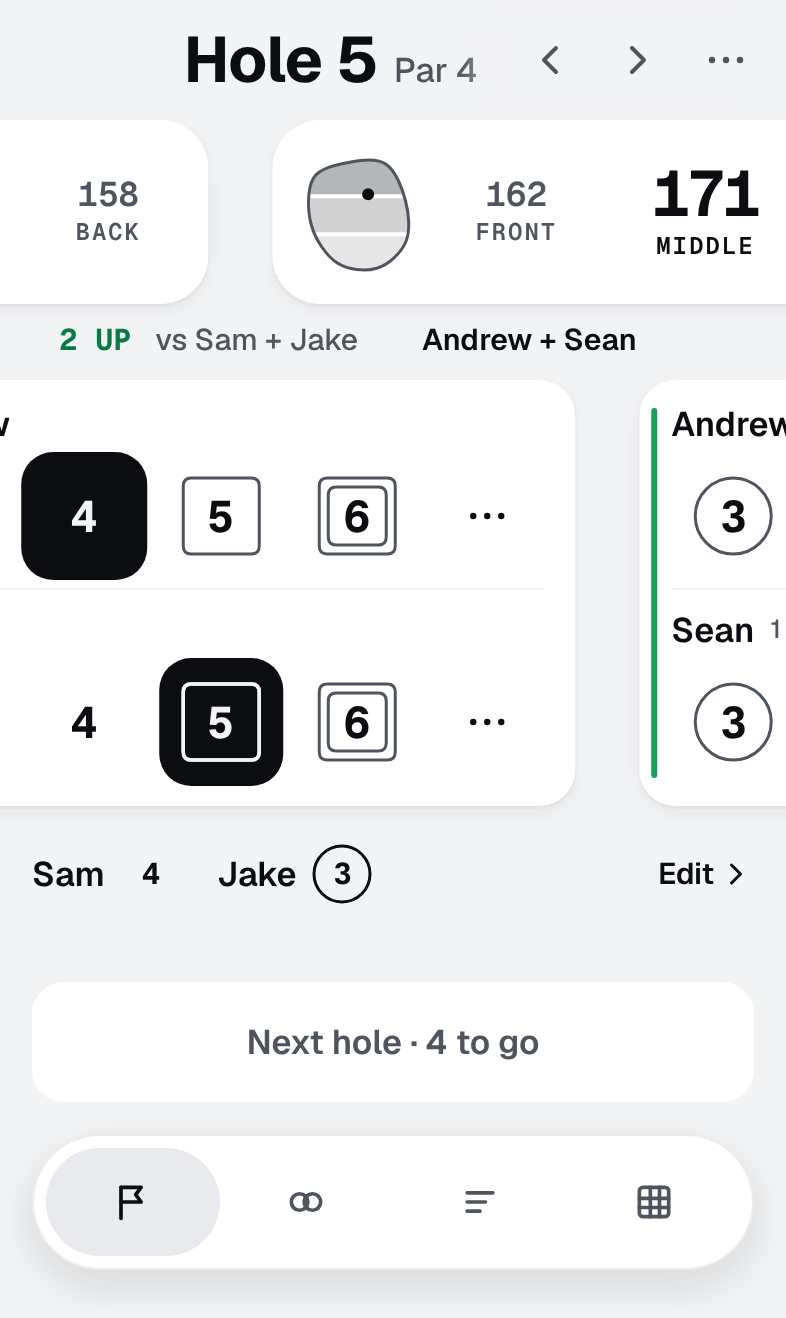 Hole 5 Par 4
158
BACK
162
FRONT
171
MIDDLE
2 UP vs Sam + Jake
Andrew + Sean
4 5 6
4 5 6
Andrew
3
Sean 1
3
Sam 4 Jake 3
Edit
Next hole · 4 to go